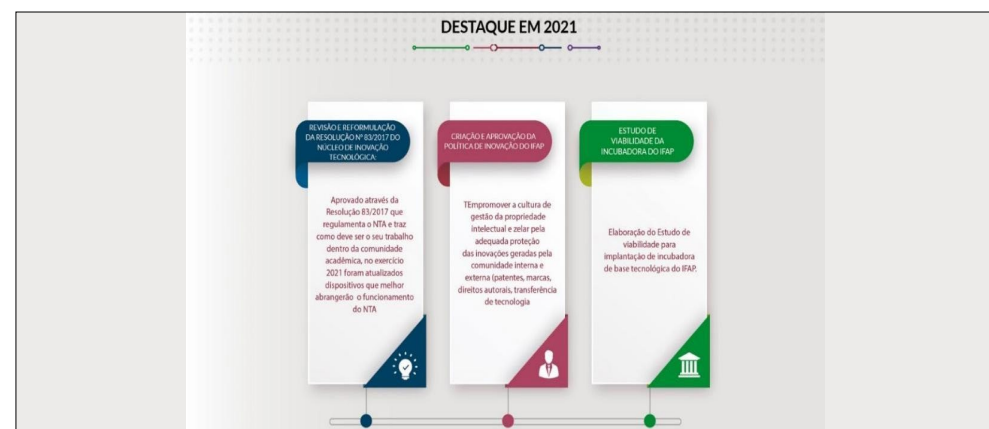 DESTAQUE EM 2021
REVISÃO E REFORMULAÇÃO
DA RESOLUÇÃO Nº 83/2017 DO
NÚCLEO DE INOVAÇÃO
TECNOLÓGICA:
Aprovado através da
Resolução 83/2017 que
regulamenta o NTA e traz
como deve ser o seu trabalho
dentro da comunidade
acadêmica, no exercício
2021 foram atualizados
dispositivos que melhor
abrangerão o funcionamento
do NTA
CRIAÇÃO E APROVAÇÃO DA
POLÍTICA DE INOVAÇÃO DO IFAP
TEmpromover a cultura de
gestão da propriedade
intelectual e zelar pela
adequada proteção
das inovações geradas pela
comunidade interna e
externa (patentes, marcas,
direitos autorais, transferência
de tecnologia
ESTUDO DE
VIABILIDADE DA
INCUBADORA DO IFAP
Elaboração do Estudo de
viabilidade para
implantação de incubadora
de base tecnológica do IFAP.